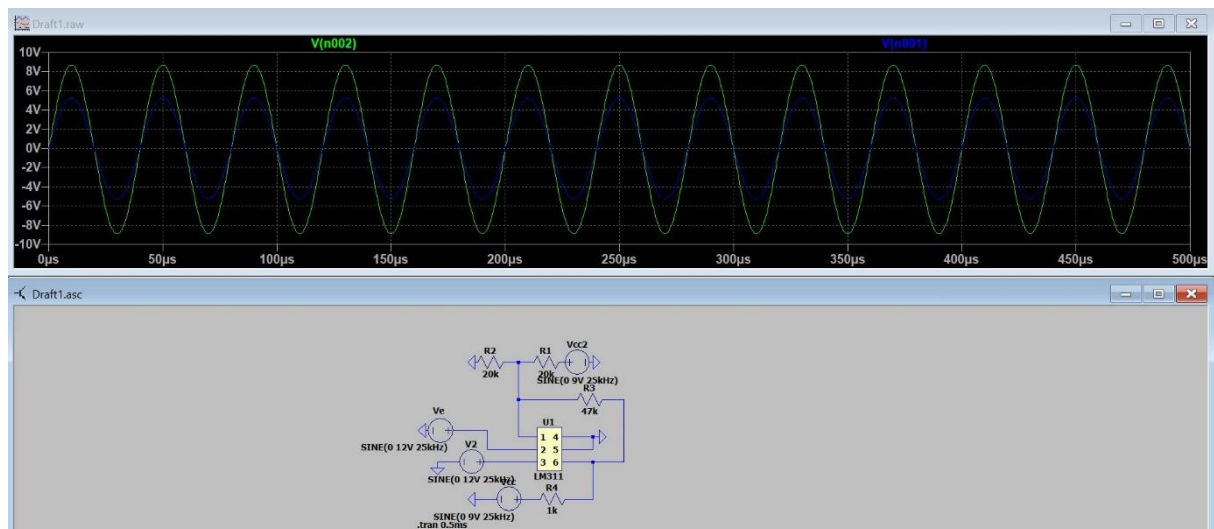 Draft1.raw
V(n002)
V(n001)
10V
8V
6V
4V
2V
0V
-2V
-4V
-6V
-8V
-10V
0µs
50µs
100µs
150µs
200µs
250µs
300µs
350µs
400µs
450µs
500µs
Draft1.asc
R2
20k
R1
20k
Vcc2
SINE(0 9V 25kHz)
R3
47k
Ve
SINE(0 12V 25kHz)
V2
SINE(0 12V 25kHz)
U1
1 4
2 5
3 6
LM311
Vcc
SINE(0 9V 25kHz)
R4
1k
.tran 0.5ms